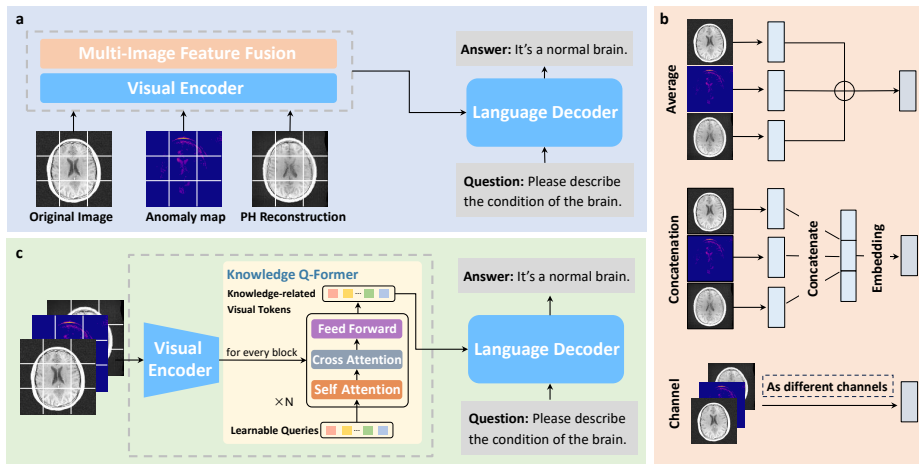 a
Multi-Image Feature Fusion
Visual Encoder
Original Image
Anomaly map
PH Reconstruction
Answer: It's a normal brain.
Language Decoder
Question: Please describe
the condition of the brain.
b
Average
Concatenation
Concatenate
Embedding
Channel
As different channels
c
Visual
Encoder
for every block
Knowledge Q-Former
Knowledge-related
Visual Tokens
...
Feed Forward
Cross Attention
Self Attention
×N
Learnable Queries
...
Answer: It's a normal brain.
Language Decoder
Question: Please describe
the condition of the brain.